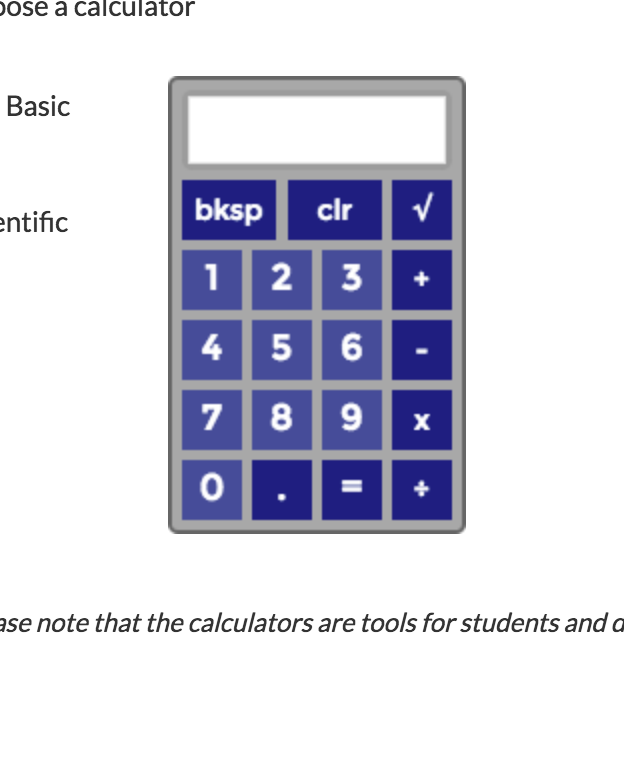 ose a calculator
Basic
entific
bksp clr √
1 2 3 +
4 5 6 -
7 8 9 x
0 . = ÷
ase note that the calculators are tools for students and